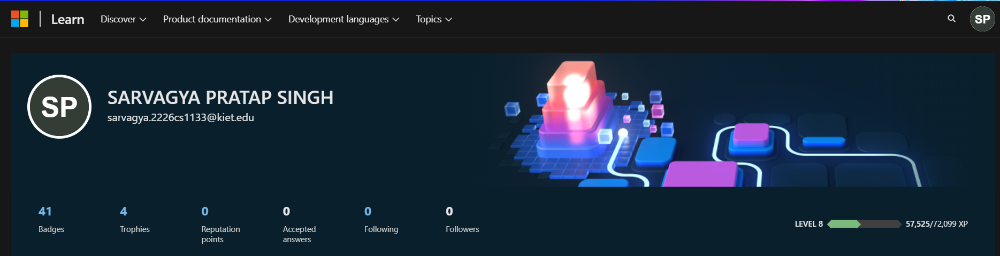 Learn Discover Product documentation Development languages Topics SP
SP
SARVAGYA PRATAP SINGH
sarvagya.2226cs1133@kiet.edu
41 4 0 0 0 0
Badges Trophies Reputation points Accepted answers Following Followers
LEVEL 8 57,525/72,099 XP